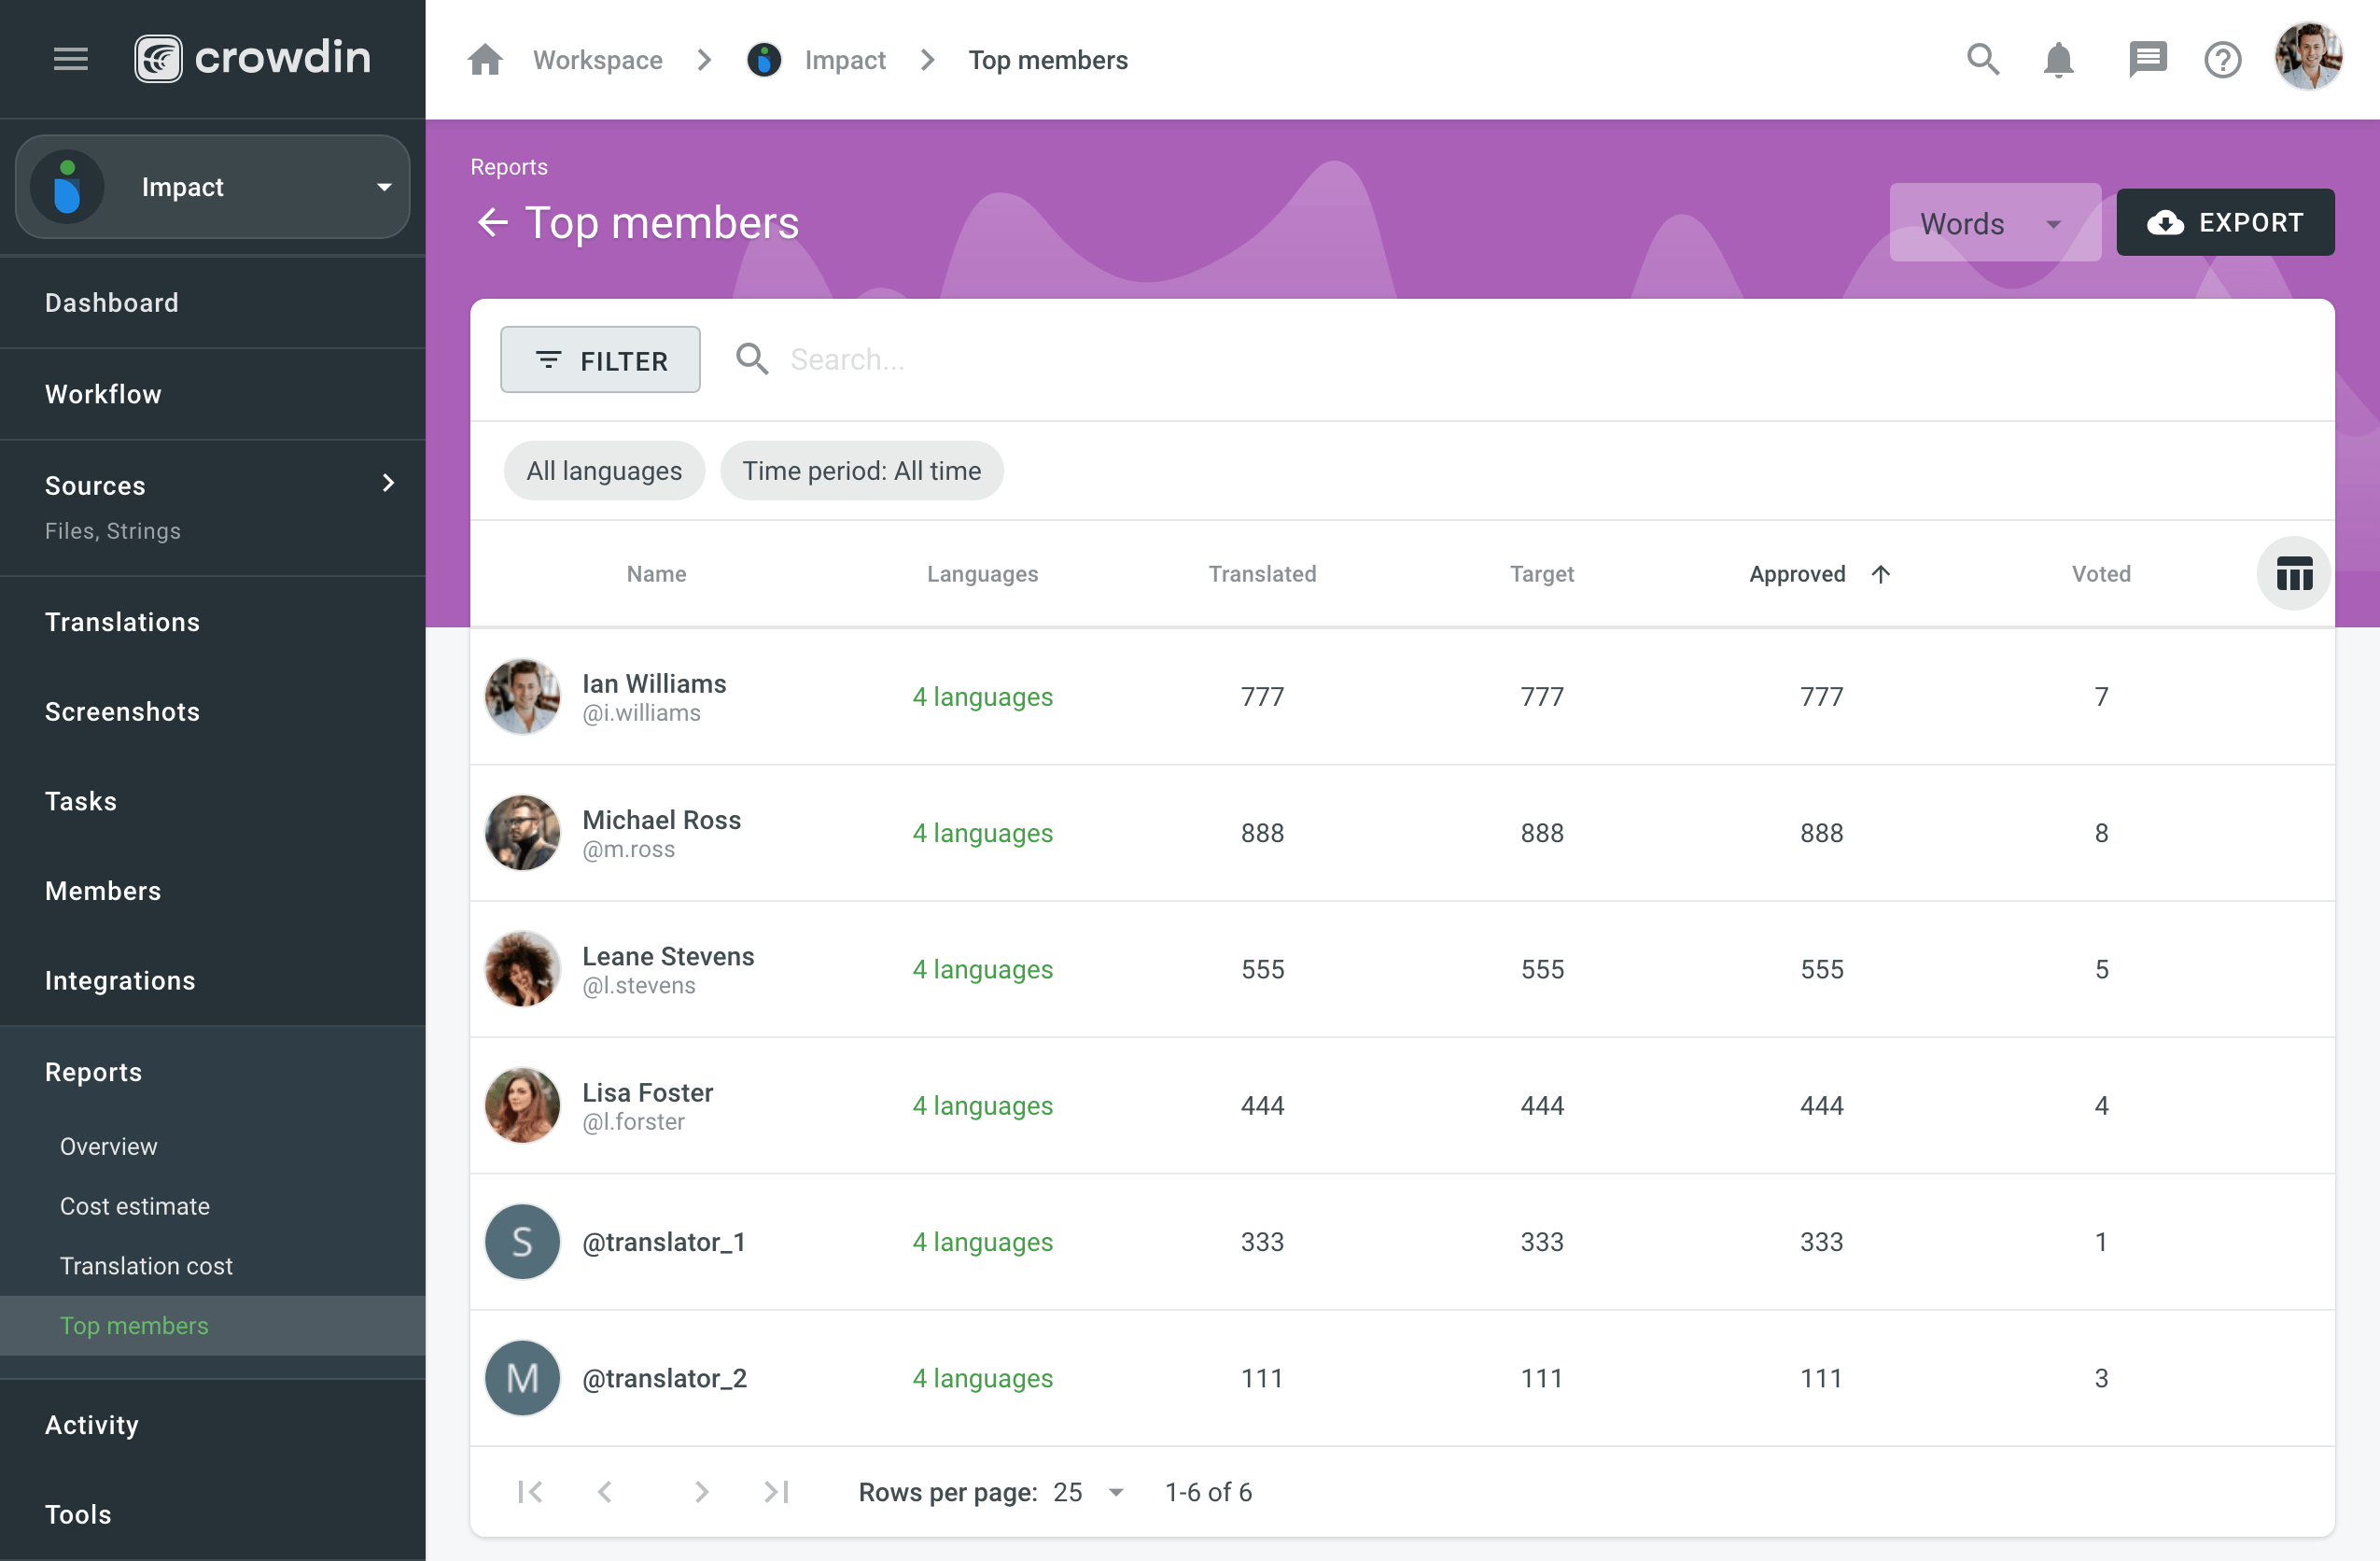 crowdin
Workspace Impact Top members
Impact
Reports
Top members
Words EXPORT
Dashboard
Workflow
Sources
Files, Strings
Translations
Screenshots
Tasks
Members
Integrations
Reports
Overview
Cost estimate
Translation cost
Top members
Activity
Tools
FILTER Search...
All languages Time period: All time
Name Languages Translated Target Approved Voted
Ian Williams
@i.williams
4 languages 777 777 777 7
Michael Ross
@m.ross
4 languages 888 888 888 8
Leane Stevens
@l.stevens
4 languages 555 555 555 5
Lisa Foster
@l.forster
4 languages 444 444 444 4
S @translator_1 4 languages 333 333 333 1
M @translator_2 4 languages 111 111 111 3
Rows per page: 25 1-6 of 6